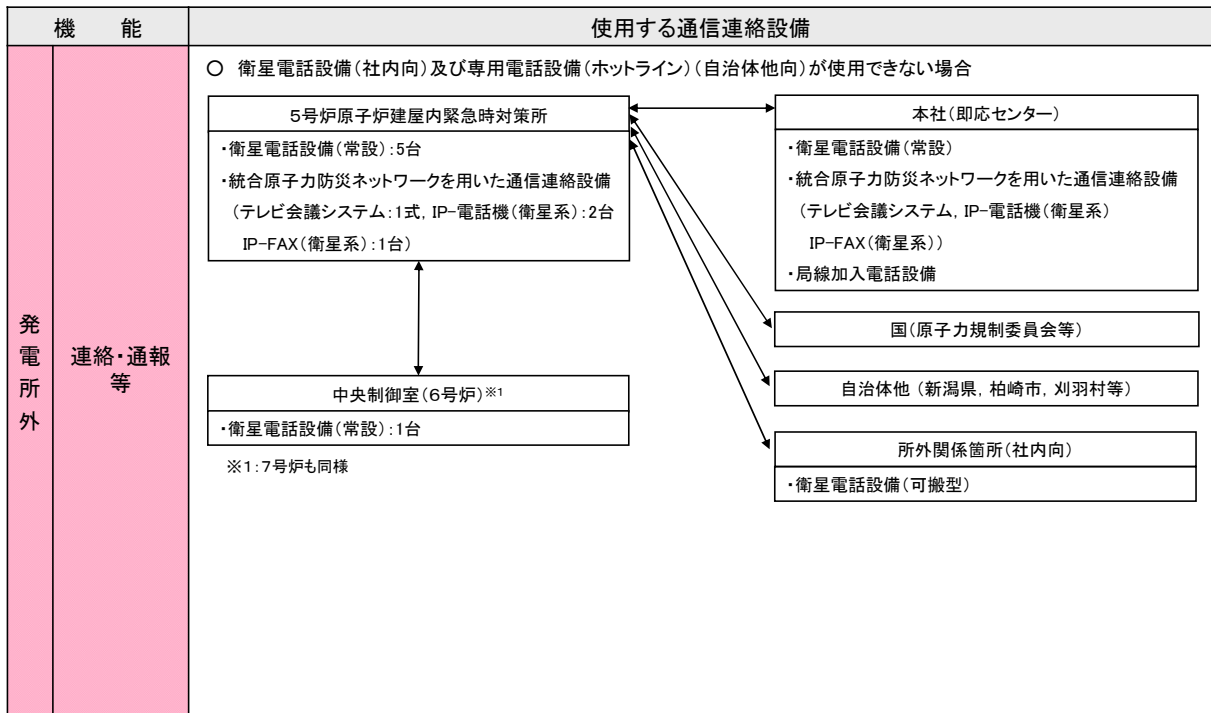 機　能
使用する通信連絡設備
発電所外
連絡・通報
等
○ 衛星電話設備(社内向)及び専用電話設備(ホットライン)(自治体他向)が使用できない場合
5号炉原子炉建屋内緊急時対策所
・衛星電話設備(常設):5台
・統合原子力防災ネットワークを用いた通信連絡設備
(テレビ会議システム:1式, IP-電話機(衛星系):2台
IP-FAX(衛星系):1台)
中央制御室(6号炉)※1
・衛星電話設備(常設):1台
※1:7号炉も同様
本社(即応センター)
・衛星電話設備(常設)
・統合原子力防災ネットワークを用いた通信連絡設備
(テレビ会議システム, IP-電話機(衛星系)
IP-FAX(衛星系))
・局線加入電話設備
国(原子力規制委員会等)
自治体他 (新潟県, 柏崎市, 刈羽村等)
所外関係箇所(社内向)
・衛星電話設備(可搬型)